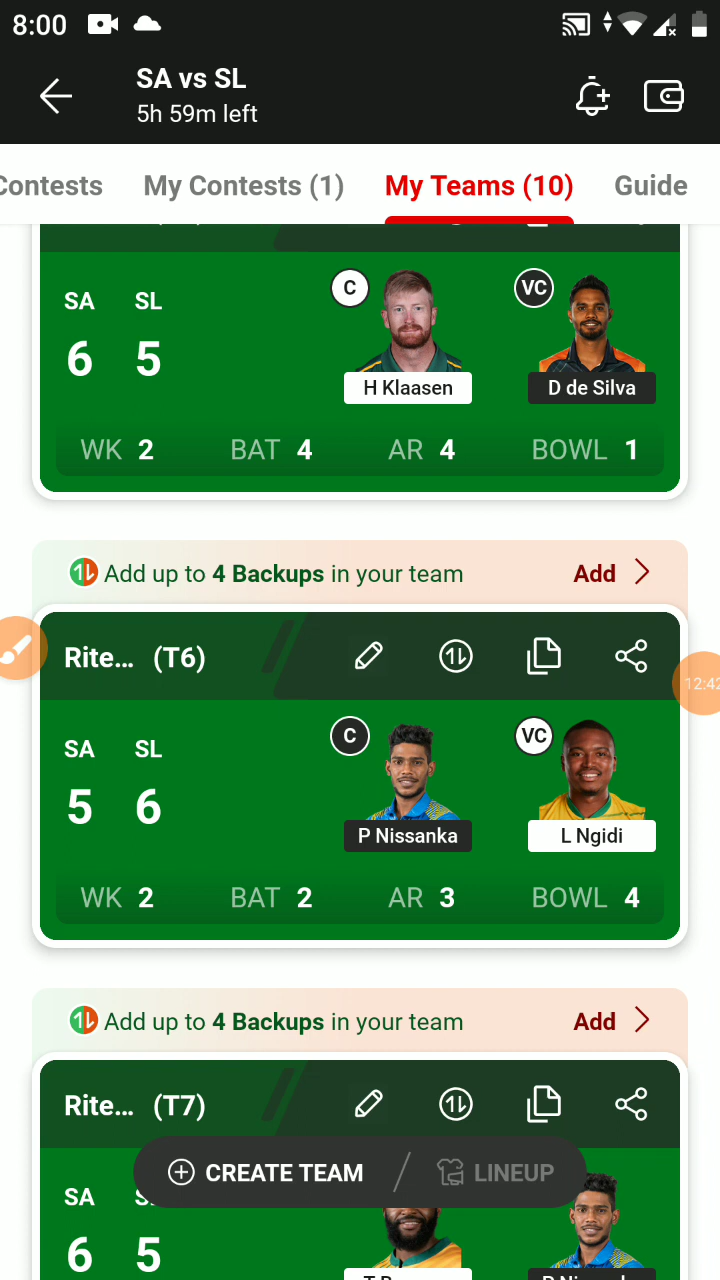 8:00
SA vs SL
5h 59m left
Contests My Contests (1) My Teams (10) Guide
C VC
SA SL
6 5
H Klaasen D de Silva
WK 2 BAT 4 AR 4 BOWL 1
Add up to 4 Backups in your team Add
Rite... (T6)
12:42
C VC
SA SL
5 6
P Nissanka L Ngidi
WK 2 BAT 2 AR 3 BOWL 4
Add up to 4 Backups in your team Add
Rite... (T7)
CREATE TEAM LINEUP
SA
6 5